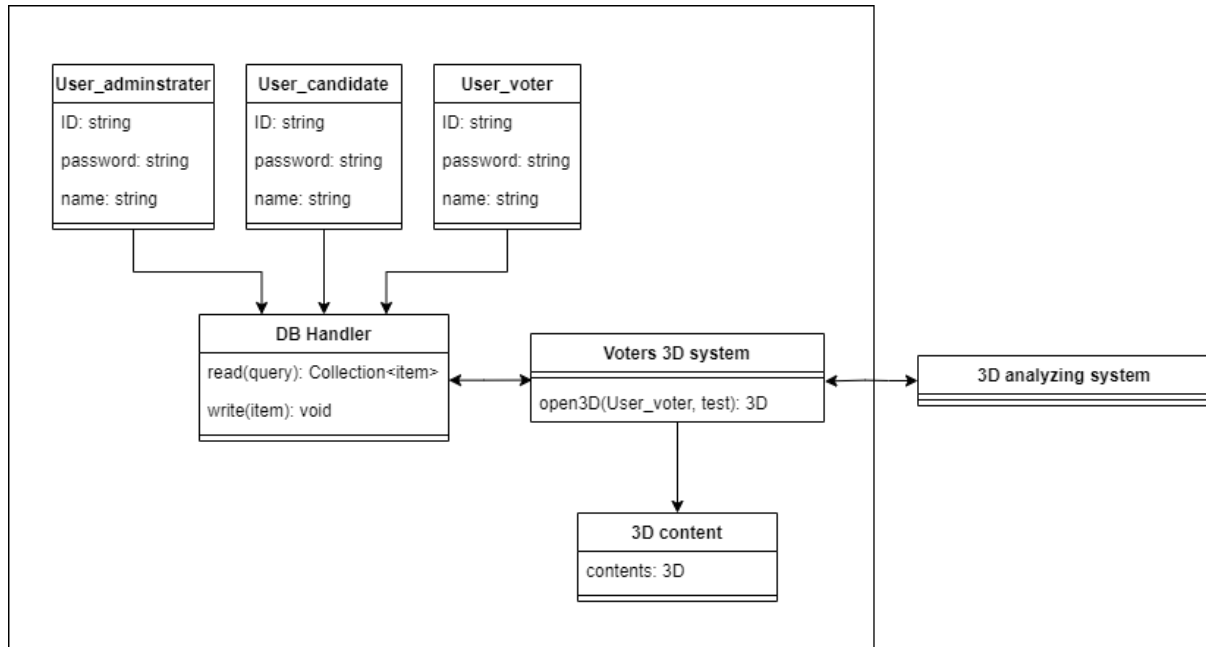 User_adminstrater
ID: string
password: string
name: string
User_candidate
ID: string
password: string
name: string
User_voter
ID: string
password: string
name: string
DB Handler
read(query): Collection<item>
write(item): void
Voters 3D system
open3D(User_voter, test): 3D
3D analyzing system
3D content
contents: 3D